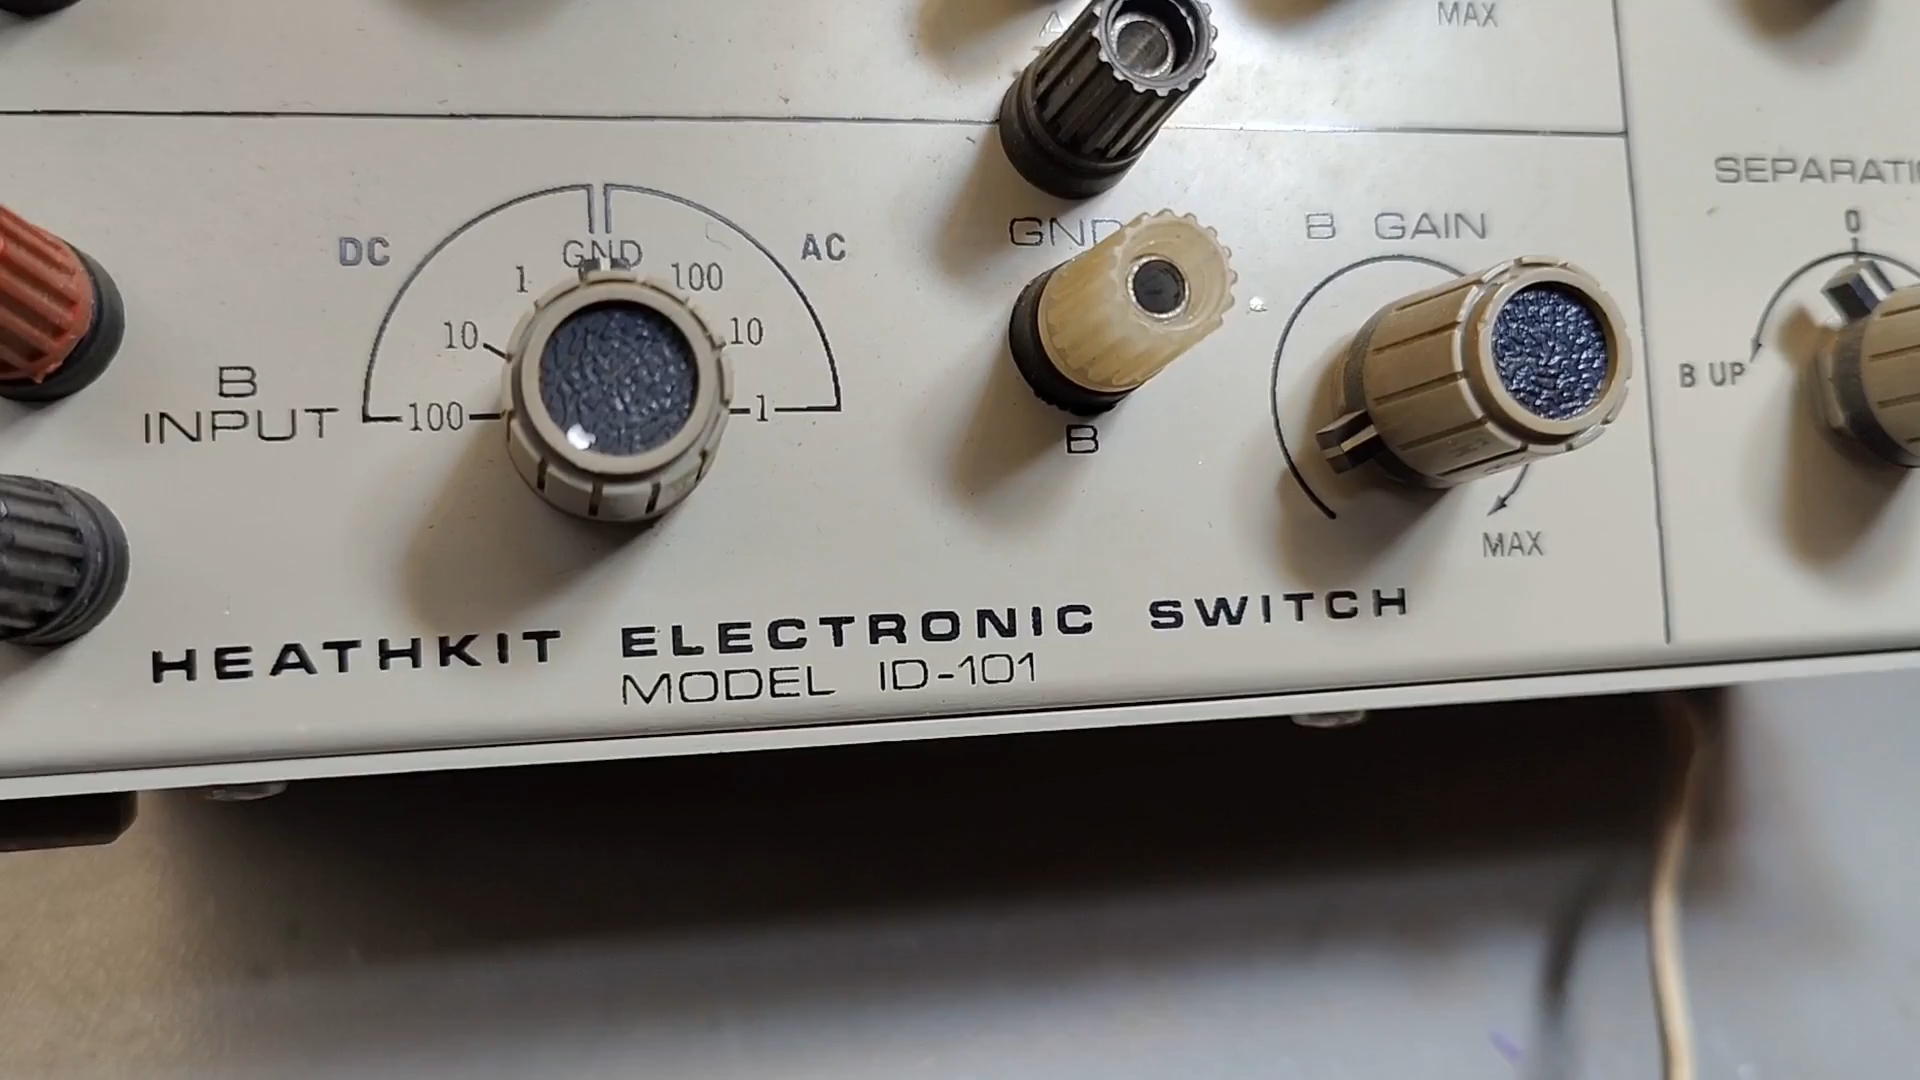 MAX
GND
B GAIN
DC
GND
AC
1
100
10
10
100
1
B
INPUT
B
MAX
0
B UP
HEATHKIT ELECTRONIC SWITCH
MODEL ID-101